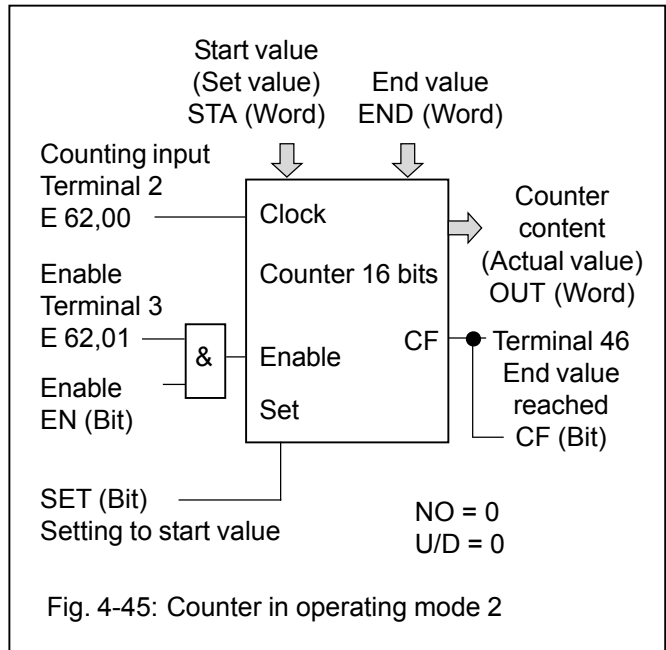 Start value
(Set value)
STA (Word)
End value
END (Word)
Counting input
Terminal 2
E 62,00
Clock
Counter
content
(Actual value)
OUT (Word)
Counter 16 bits
Enable
Terminal 3
E 62,01
&
Enable
EN (Bit)
Enable
CF
Terminal 46
End value
reached
CF (Bit)
Set
SET (Bit)
Setting to start value
NO = 0
U/D = 0
Fig. 4-45: Counter in operating mode 2